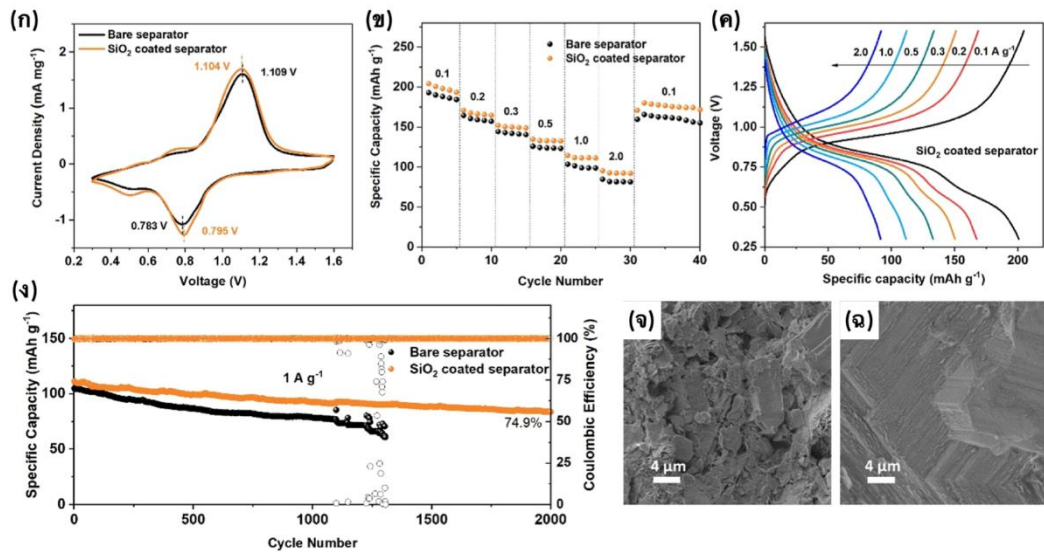 (ก)
Current Density (mA mg⁻¹)
2
1
0
-1
Bare separator
SiO₂ coated separator
1.104 V
1.109 V
0.783 V
0.795 V
0.2 0.4 0.6 0.8 1.0 1.2 1.4 1.6
Voltage (V)
(ข)
Specific Capacity (mAh g⁻¹)
250
200
150
100
50
0
Bare separator
SiO₂ coated separator
0.1
0.2
0.3
0.5
1.0
2.0
0.1
0 10 20 30 40
Cycle Number
(ค)
Voltage (V)
1.50
1.25
1.00
0.75
0.50
0.25
2.0 1.0 0.5 0.3 0.2 0.1 A g⁻¹
SiO₂ coated separator
0 50 100 150 200
Specific capacity (mAh g⁻¹)
(ง)
Specific Capacity (mAh g⁻¹)
150
100
50
0
Bare separator
SiO₂ coated separator
1 A g⁻¹
74.9%
100
75
50
25
0
Coulombic Efficiency (%)
0 500 1000 1500 2000
Cycle Number
(จ)
4 μm
(ฉ)
4 μm